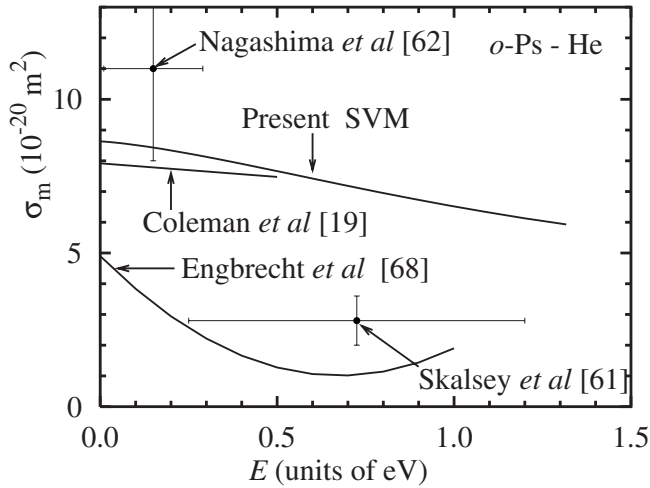 Nagashima et al [62]
o-Ps - He
10
Present SVM
σm (10-20 m2)
Coleman et al [19]
5
Engbrecht et al [68]
Skalsey et al [61]
0
0.0 0.5 1.0 1.5
E (units of eV)